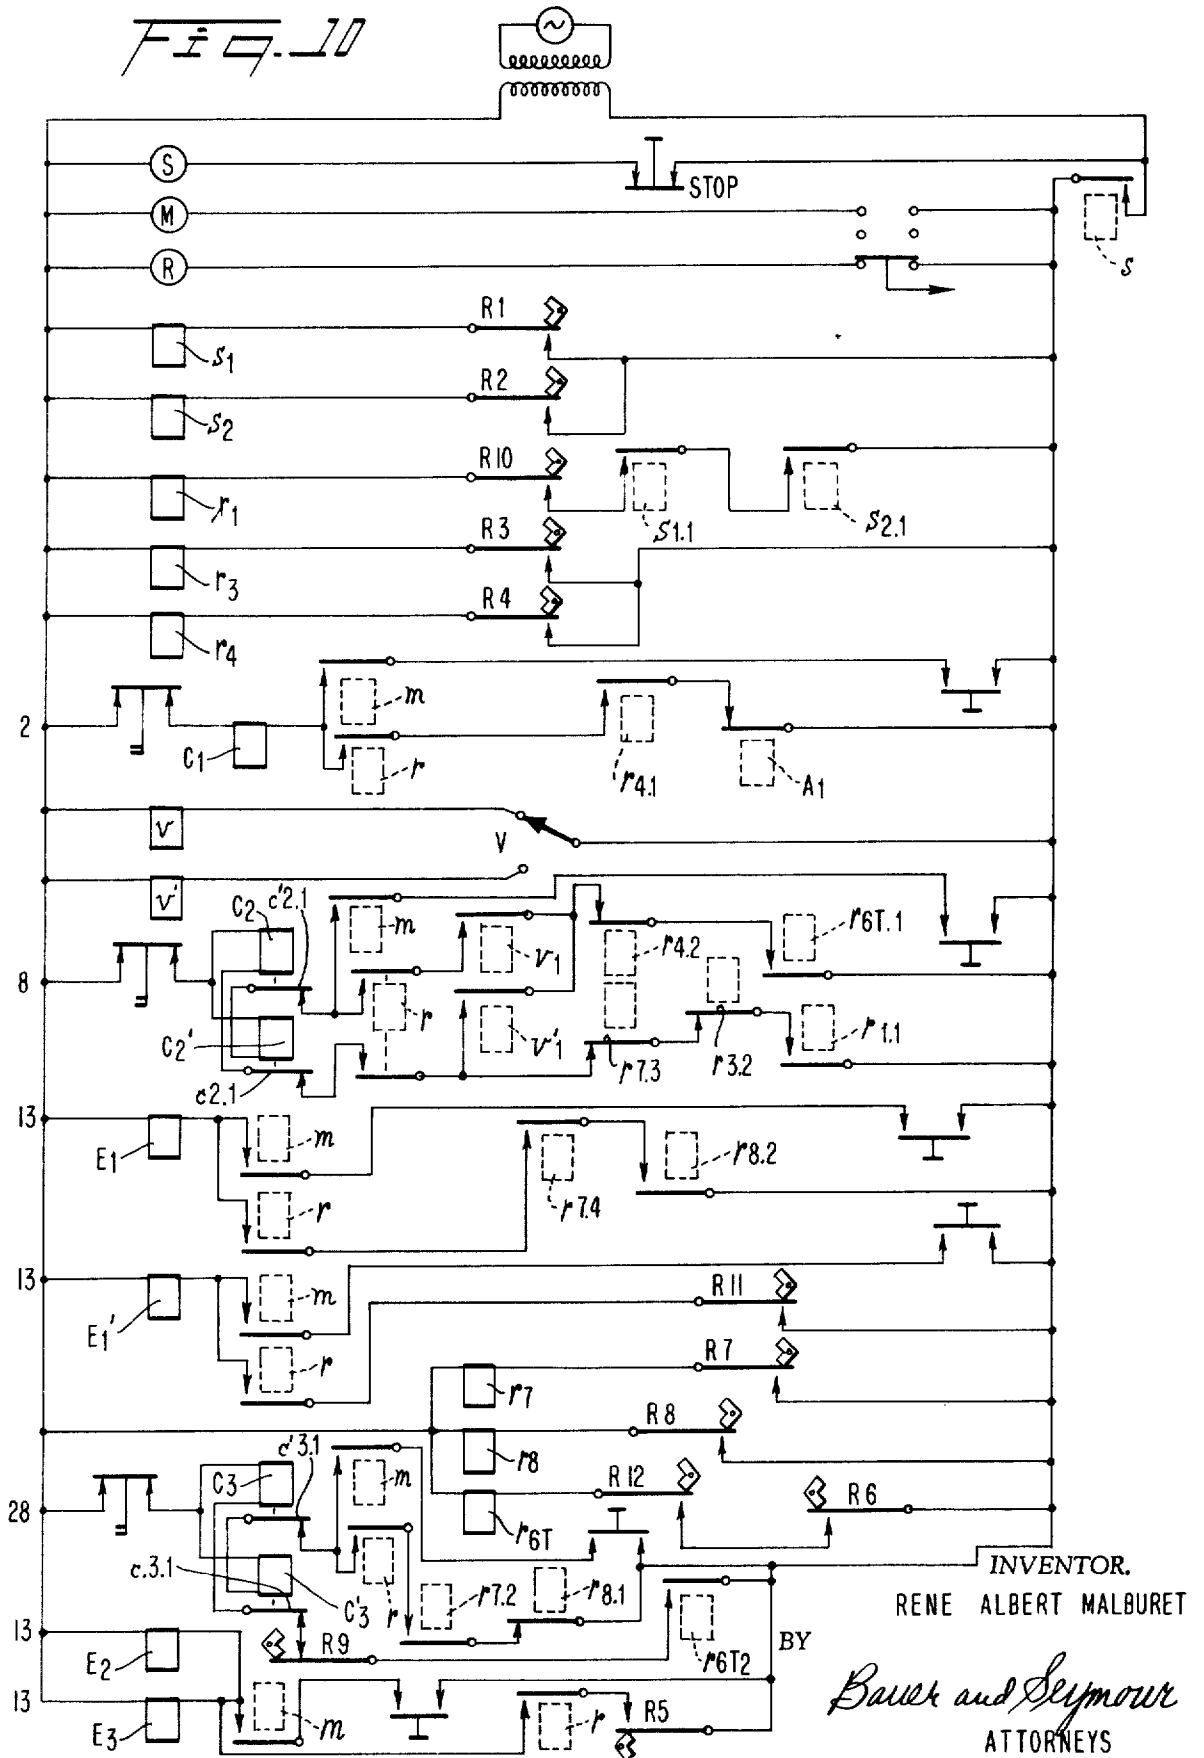 Fig. 10
S
STOP
M
s
R
R1
s1
R2
s2
R10
r1
s1.1
s2.1
R3
r3
R4
r4
m
2
C1
r
r4.1
A1
v
V
v'
C2
c'2.1
m
r6T.1
v1
r4.2
8
r
C2'
v'1
r7.3
r3.2
r1.1
c2.1
13
m
E1
r8.2
r
r7.4
13
m
E1'
R11
r
R7
r7
R8
c'3.1
r8
C3
m
R12
R6
28
r6T
INVENTOR.
c.3.1
r8.1
r7.2
C'3
r
RENE ALBERT MALBURET
13
R9
BY
E2
r6T2
13
m
r
R5
E3
Bauer and Seymour
ATTORNEYS